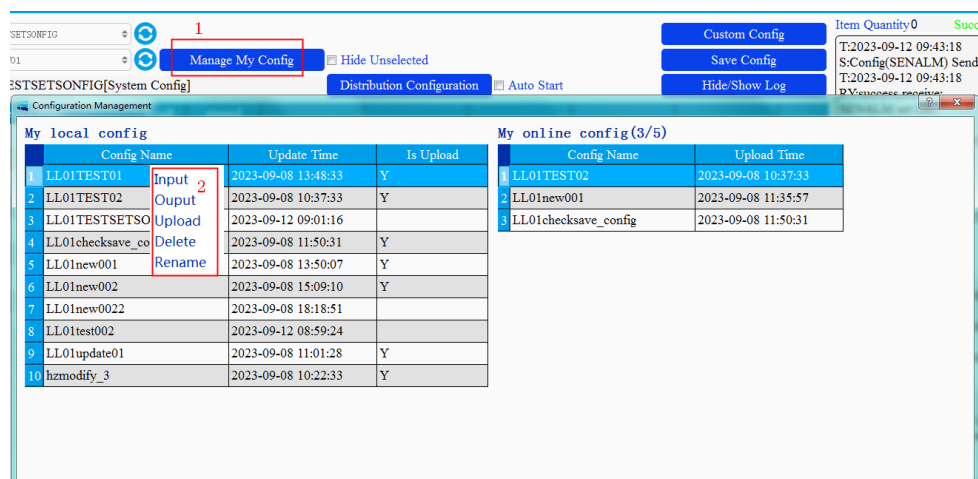 1
SETSONFIG
Custom Config
Item Quantity0 Succ
01
Manage My Config
Hide Unselected
Save Config
T:2023-09-12 09:43:18
S:Config(SENALM) Send
T:2023-09-12 09:43:18
RY:success receive:
ESTSETSONFIG[System Config]
Distribution Configuration
Auto Start
Hide/Show Log
Configuration Management
My local config
Config Name Update Time Is Upload
1 LL01TEST01 2023-09-08 13:48:33 Y
2 LL01TEST02 2023-09-08 10:37:33 Y
3 LL01TESTSETSO 2023-09-12 09:01:16
4 LL01checksave_co 2023-09-08 11:50:31 Y
5 LL01new001 2023-09-08 13:50:07 Y
6 LL01new002 2023-09-08 15:09:10 Y
7 LL01new0022 2023-09-08 18:18:51
8 LL01test002 2023-09-12 08:59:24
9 LL01update01 2023-09-08 11:01:28 Y
10 hzmodify_3 2023-09-08 10:22:33 Y
Input
2
Ouput
Upload
Delete
Rename
My online config(3/5)
Config Name Upload Time
1 LL01TEST02 2023-09-08 10:37:33
2 LL01new001 2023-09-08 11:35:57
3 LL01checksave_config 2023-09-08 11:50:31